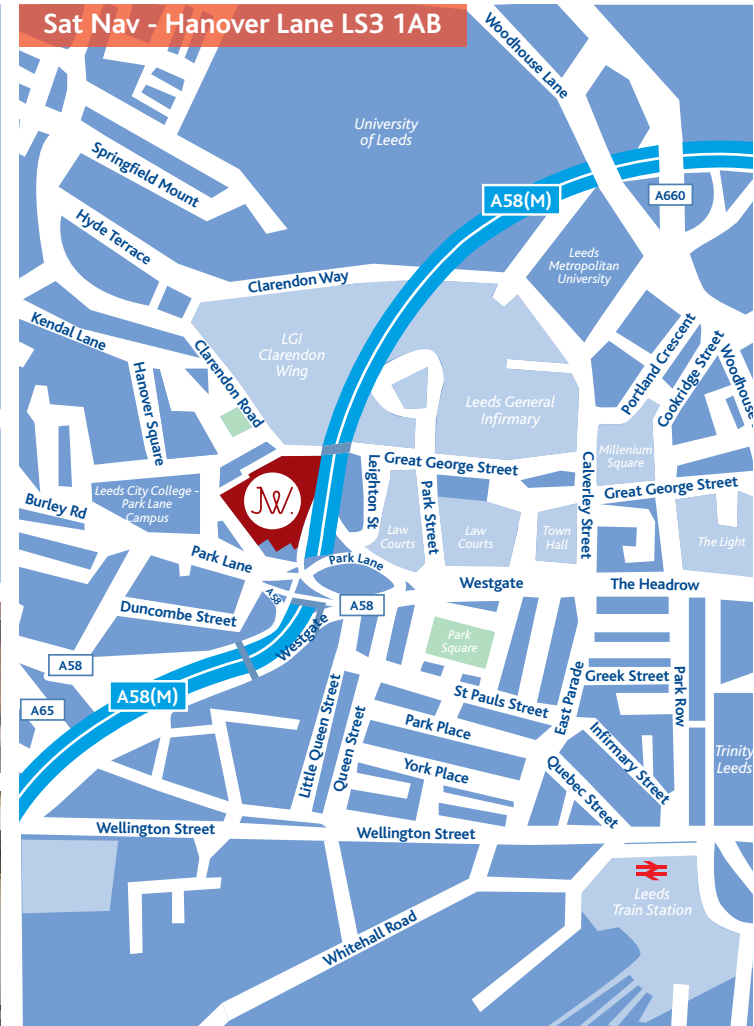 Sat Nav - Hanover Lane LS3 1AB
Woodhouse Lane
University
of Leeds
Springfield Mount
A58(M)
A660
Hyde Terrace
Leeds
Metropolitan
University
Clarendon Way
Kendal Lane
LGI
Clarendon
Wing
Clarendon Road
Portland Crescent
Cookridge Street
Woodhouse
Hanover Square
Leeds General
Infirmary
Millenium
Square
Great George Street
Leighton St
Park Street
Calverley Street
Great George Street
Leeds City College -
Park Lane
Campus
JW.
Burley Rd
Law
Courts
Law
Courts
Town
Hall
The Light
Park Lane
Park Lane
Westgate
The Headrow
A58
A58
Duncombe Street
Westgate
Park
Square
A58
A58(M)
A65
Greek Street
Park Row
St Pauls Street
East Parade
Little Queen Street
Queen Street
Park Place
Infirmary Street
Trinity
Leeds
York Place
Quebec Street
Wellington Street
Wellington Street
Leeds
Train Station
Whitehall Road